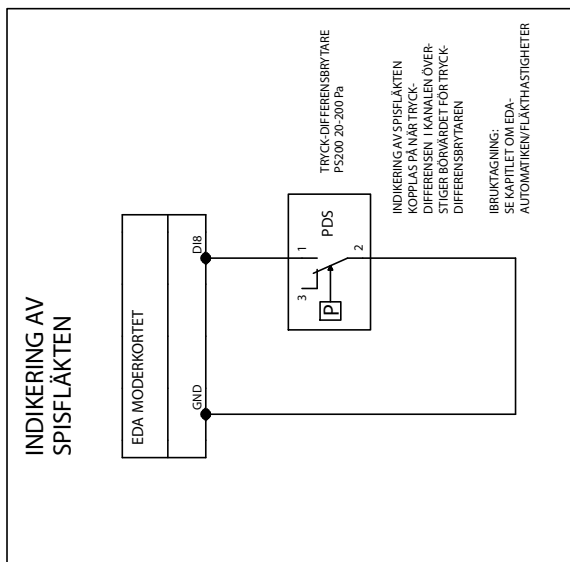 INDIKERING AV
SPISFLÄKTEN
EDA MODERKORTET
GND
DI8
1
3
PDS
P
2
TRYCK-DIFFERENSBRYTARE
PS200 20-200 Pa
INDIKERING AV SPISFLÄKTEN
KOPPLAS PÅ NÄR TRYCK-
DIFFERENSEN I KANALEN ÖVER-
STIGER BÖRVÄRDET FÖR TRYCK-
DIFFERENSBRYTAREN
IBRUKTAGNING:
SE KAPITLET OM EDA-
AUTOMATIKEN/FLÄKTHASTIGHETER